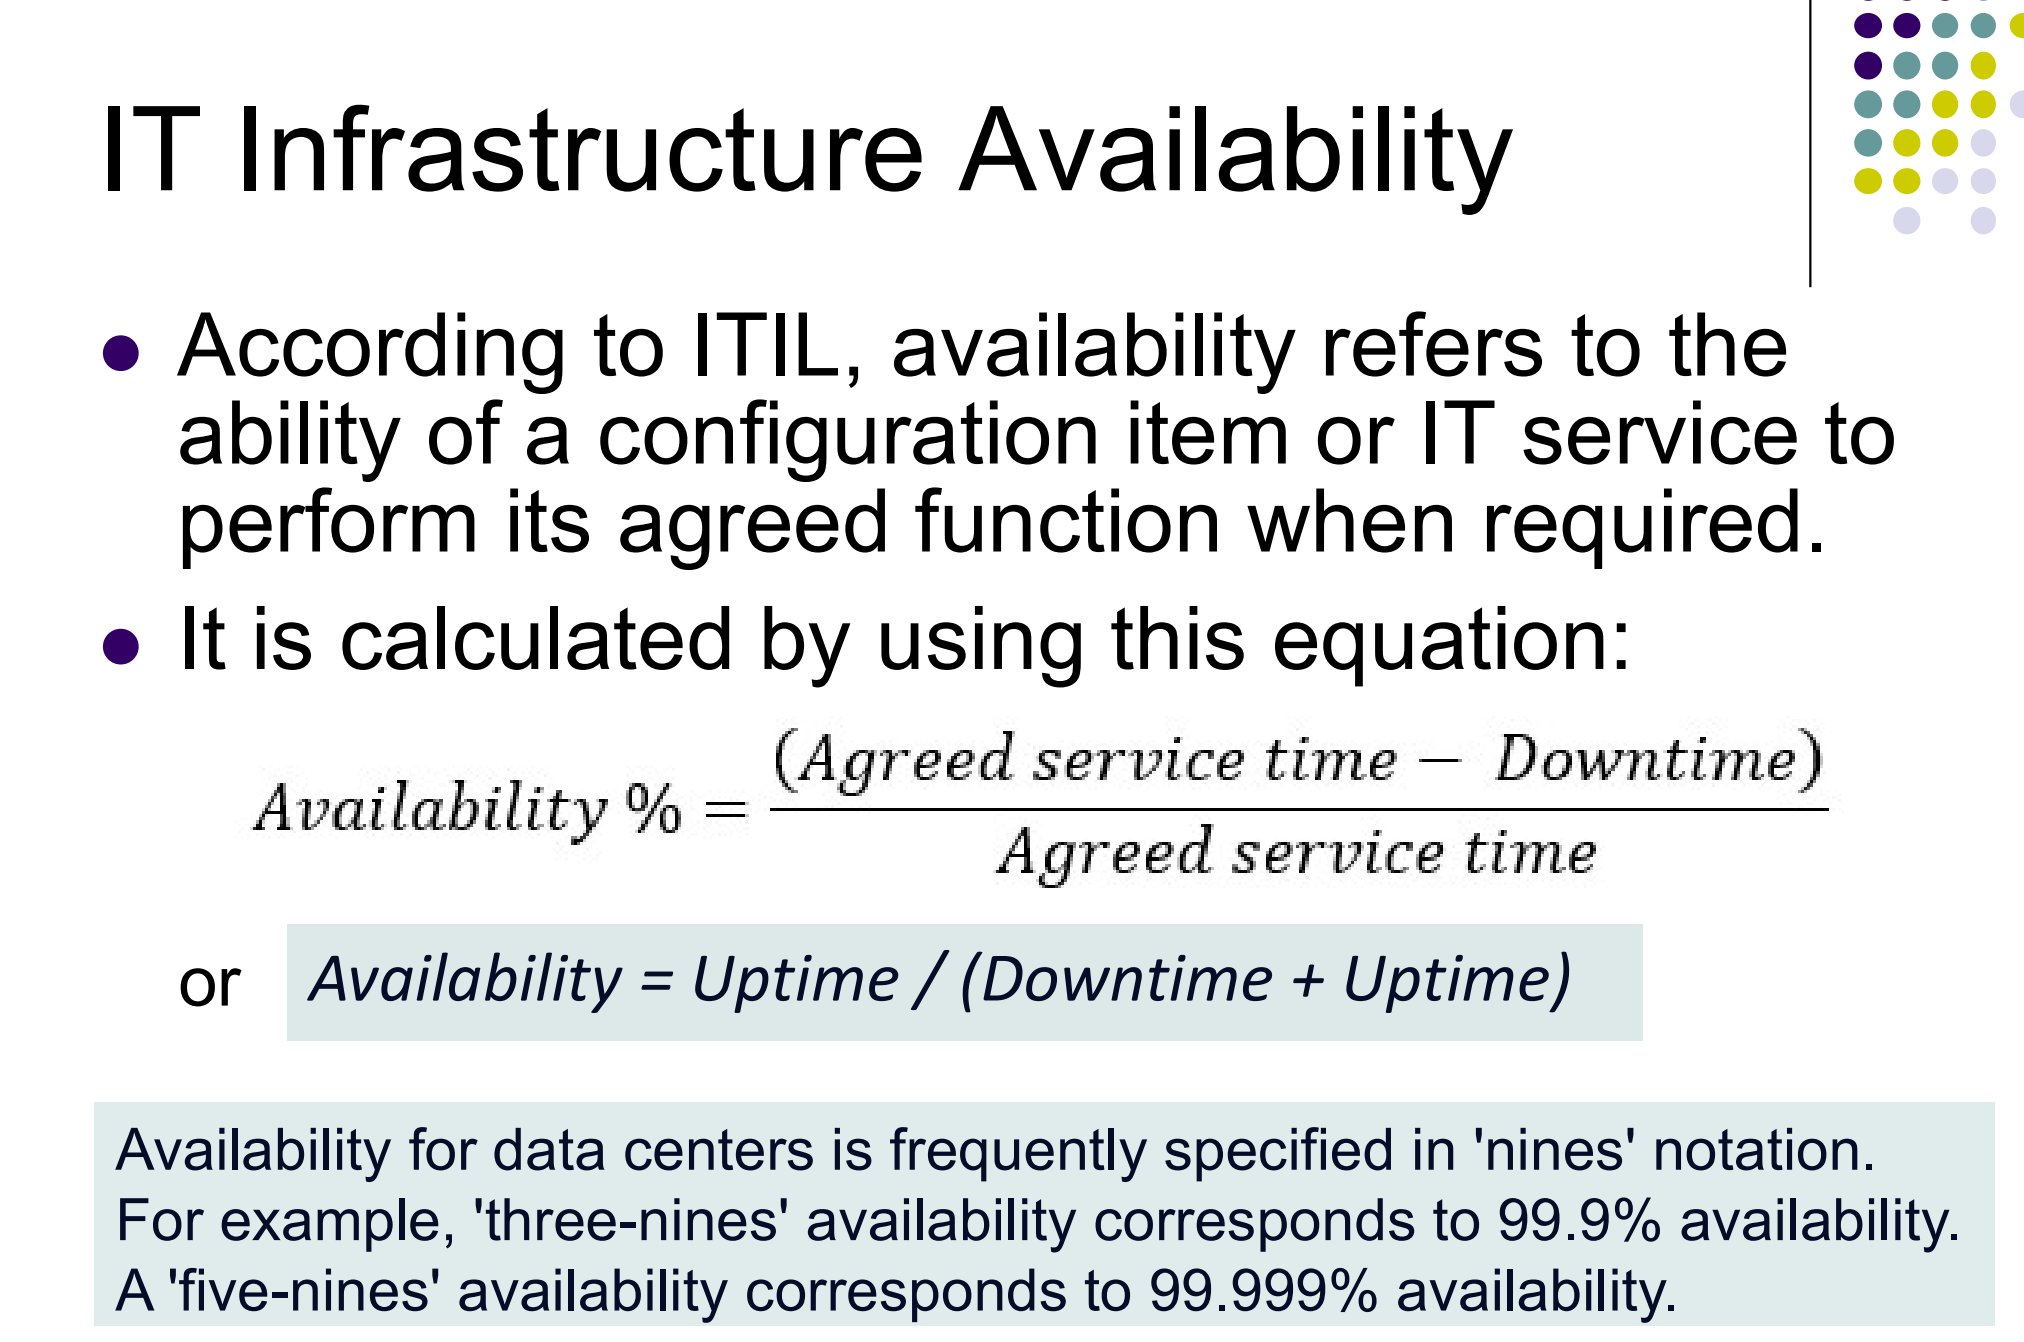 IT Infrastructure Availability
● According to ITIL, availability refers to the
ability of a configuration item or IT service to
perform its agreed function when required.
● It is calculated by using this equation:
Availability % = (Agreed service time − Downtime) / Agreed service time
or Availability = Uptime / (Downtime + Uptime)
Availability for data centers is frequently specified in 'nines' notation.
For example, 'three-nines' availability corresponds to 99.9% availability.
A 'five-nines' availability corresponds to 99.999% availability.